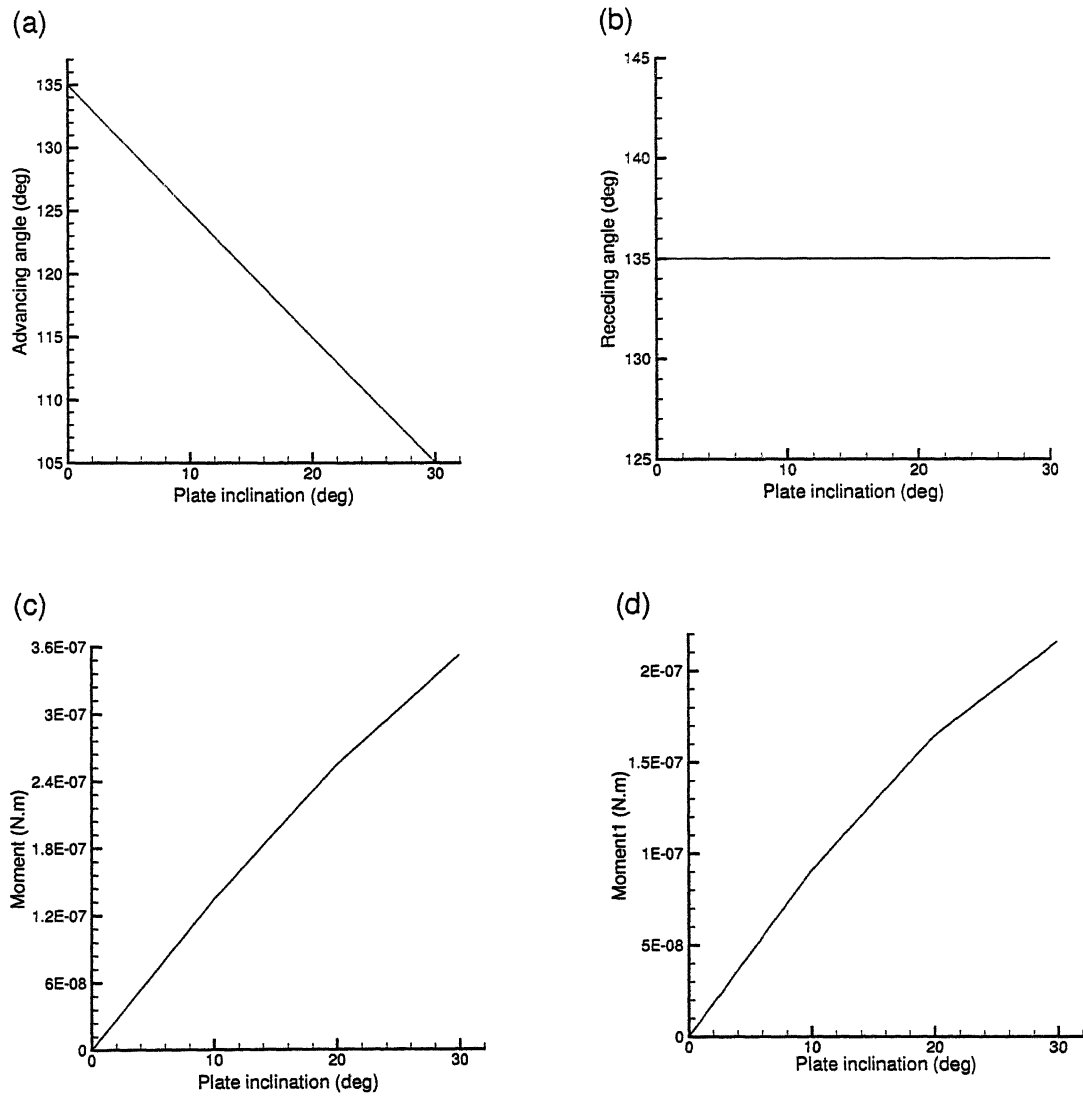 (a)
135
130
125
120
115
110
105
Advancing angle (deg)
0
10
20
30
Plate inclination (deg)
(b)
145
140
135
130
125
Receding angle (deg)
0
10
20
30
Plate inclination (deg)
(c)
3.6E-07
3E-07
2.4E-07
1.8E-07
1.2E-07
6E-08
0
Moment (N.m)
0
10
20
30
Plate inclination (deg)
(d)
2E-07
1.5E-07
1E-07
5E-08
0
Moment1 (N.m)
0
10
20
30
Plate inclination (deg)